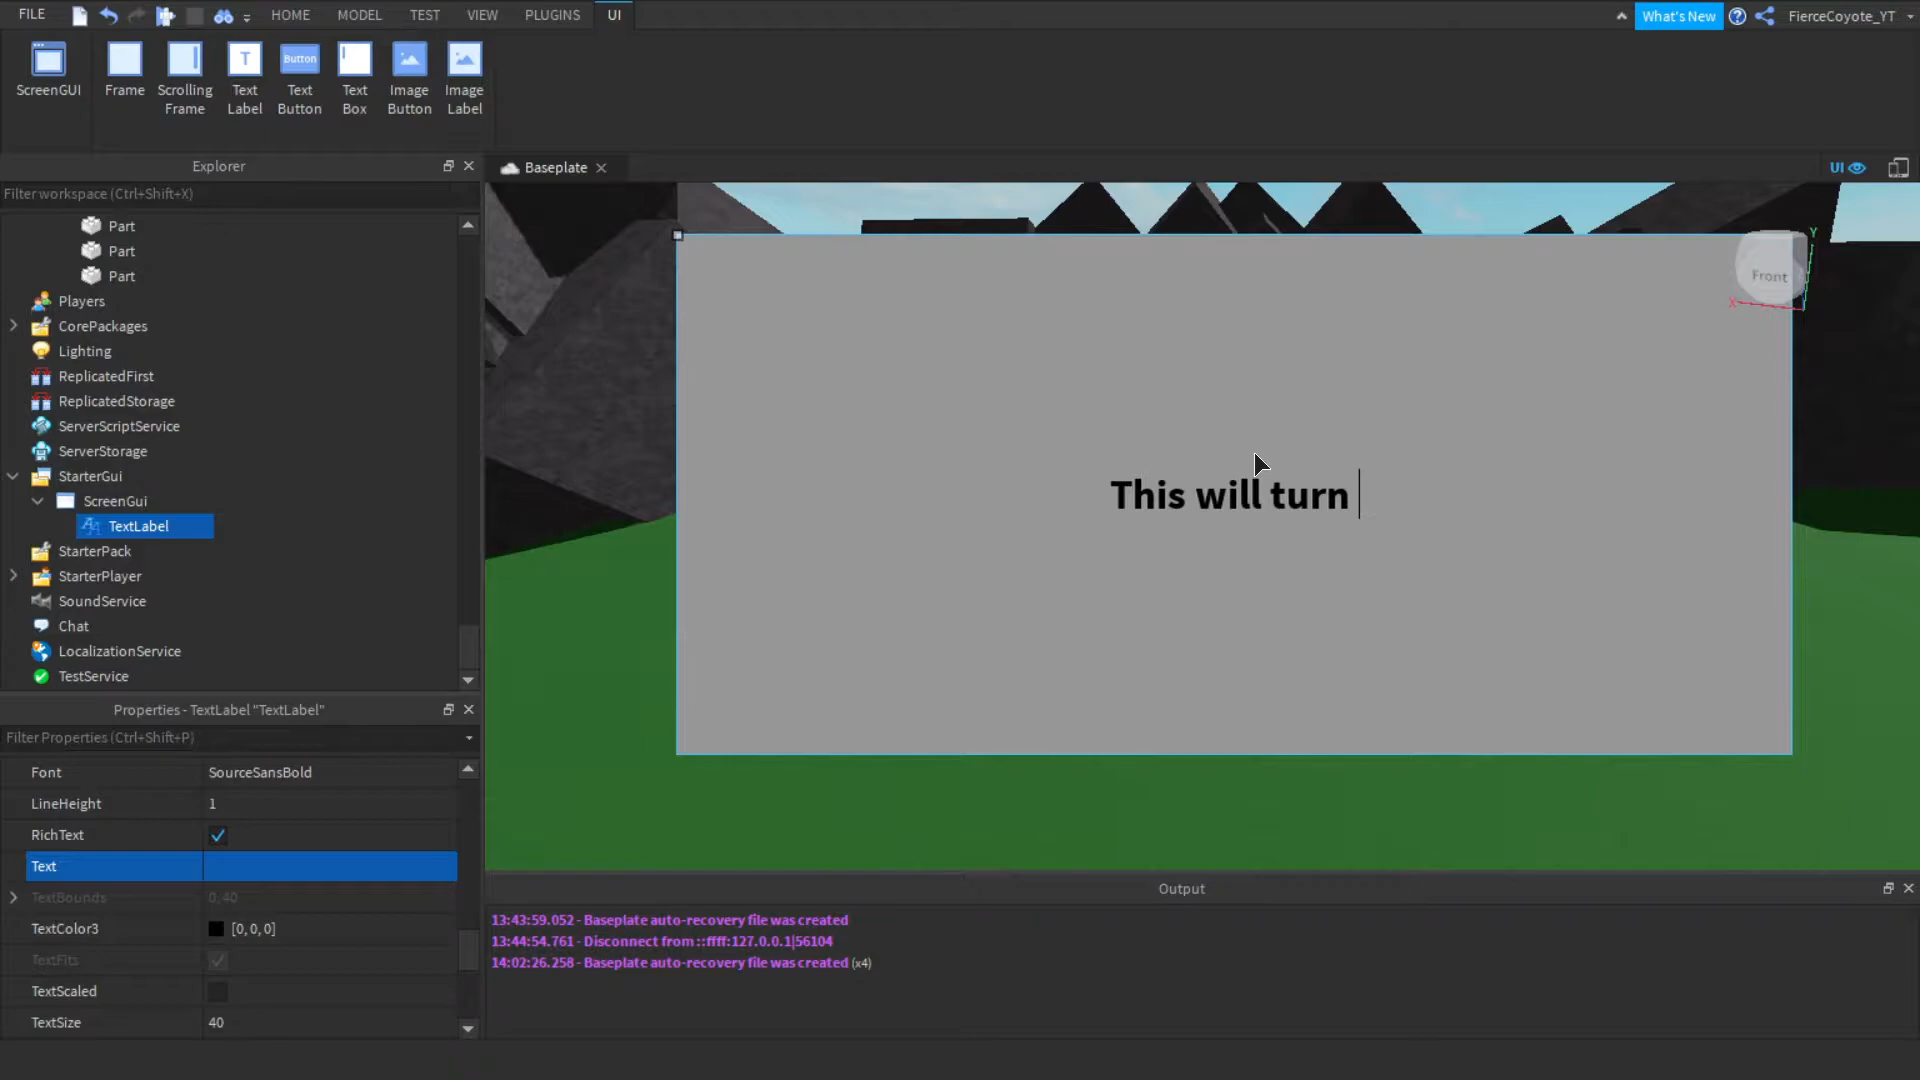 FILE
HOME
MODEL
TEST
VIEW
PLUGINS
UI
What's New
FierceCoyote_YT
ScreenGUI
Frame
Scrolling
Frame
Text
Label
Button
Text
Button
Text
Box
Image
Button
Image
Label
Explorer
Filter workspace (Ctrl+Shift+X)
Part
Part
Part
Players
CorePackages
Lighting
ReplicatedFirst
ReplicatedStorage
ServerScriptService
ServerStorage
StarterGui
ScreenGui
TextLabel
StarterPack
StarterPlayer
SoundService
Chat
LocalizationService
TestService
Properties - TextLabel "TextLabel"
Filter Properties (Ctrl+Shift+P)
Font SourceSansBold
LineHeight 1
RichText
Text
TextBounds 0, 40
TextColor3 [0, 0, 0]
TextFits
TextScaled
TextSize 40
Baseplate
UI
Front
Y
X
This will turn
Output
13:43:59.052 - Baseplate auto-recovery file was created
13:44:54.761 - Disconnect from ::ffff:127.0.0.1|56104
14:02:26.258 - Baseplate auto-recovery file was created (x4)